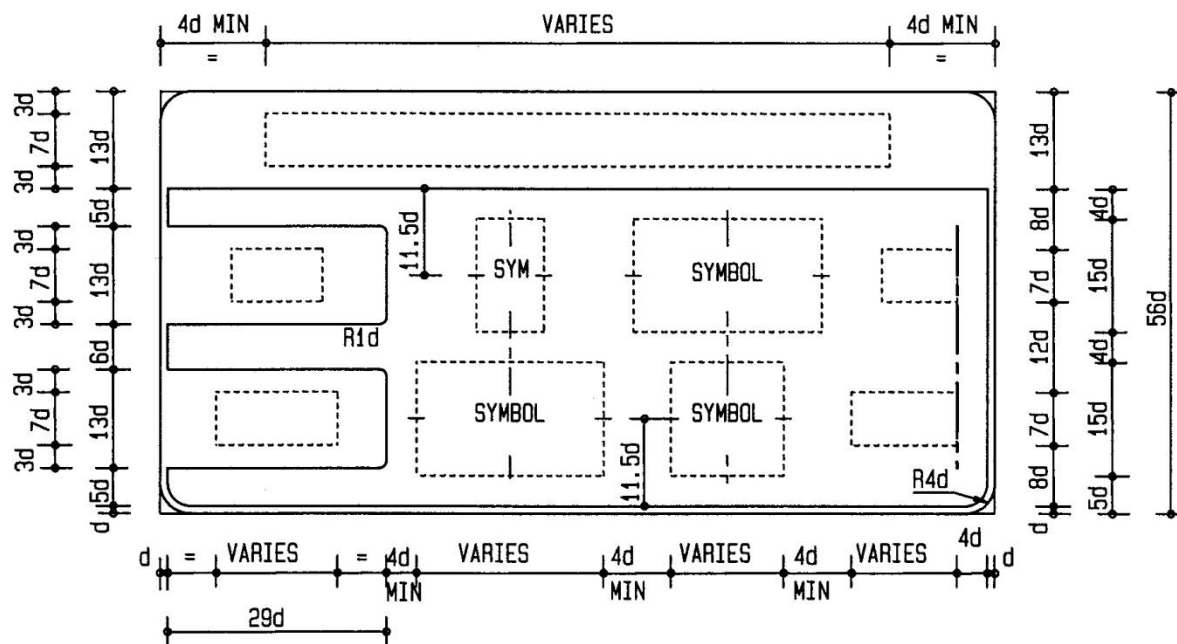 4d MIN VARIES 4d MIN
= =
3d 7d 3d 13d 13d
5d 8d 4d
3d 7d 3d 13d 11.5d SYM SYMBOL 7d 15d
56d
6d R1d 12d 4d
3d 7d 3d 13d SYMBOL SYMBOL 7d 15d
11.5d
5d R4d 8d 5d
d d
4d
d = VARIES = 4d VARIES 4d VARIES 4d VARIES d
MIN MIN MIN
29d